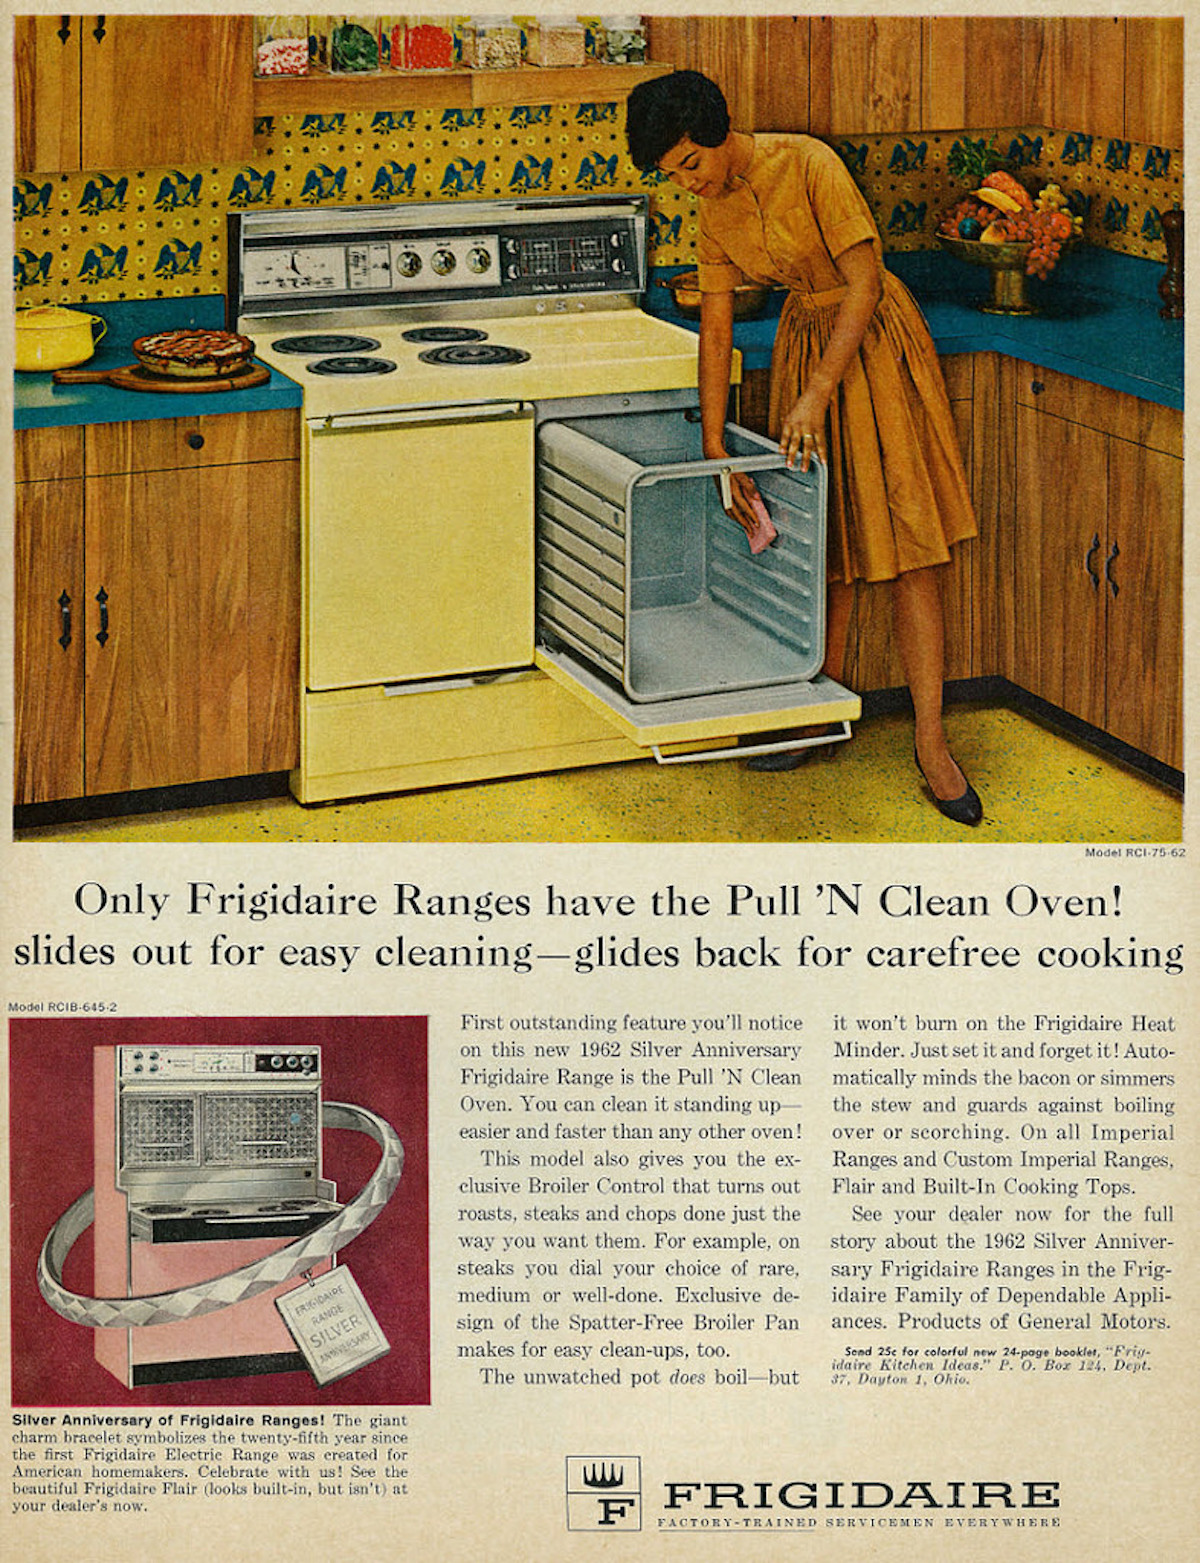 Model RCI-75-62
Only Frigidaire Ranges have the Pull 'N Clean Oven!
slides out for easy cleaning—glides back for carefree cooking
Model RCIB-645-2
FRIGIDAIRE
RANGE
SILVER
ANNIVERSARY
Silver Anniversary of Frigidaire Ranges! The giant
charm bracelet symbolizes the twenty-fifth year since
the first Frigidaire Electric Range was created for
American homemakers. Celebrate with us! See the
beautiful Frigidaire Flair (looks built-in, but isn't) at
your dealer's now.
First outstanding feature you'll notice
on this new 1962 Silver Anniversary
Frigidaire Range is the Pull 'N Clean
Oven. You can clean it standing up—
easier and faster than any other oven!
This model also gives you the ex-
clusive Broiler Control that turns out
roasts, steaks and chops done just the
way you want them. For example, on
steaks you dial your choice of rare,
medium or well-done. Exclusive de-
sign of the Spatter-Free Broiler Pan
makes for easy clean-ups, too.
The unwatched pot does boil—but
it won't burn on the Frigidaire Heat
Minder. Just set it and forget it! Auto-
matically minds the bacon or simmers
the stew and guards against boiling
over or scorching. On all Imperial
Ranges and Custom Imperial Ranges,
Flair and Built-In Cooking Tops.
See your dealer now for the full
story about the 1962 Silver Anniver-
sary Frigidaire Ranges in the Frig-
idaire Family of Dependable Appli-
ances. Products of General Motors.
Send 25c for colorful new 24-page booklet, "Frig-
idaire Kitchen Ideas." P. O. Box 124, Dept.
37, Dayton 1, Ohio.
F
FRIGIDAIRE
FACTORY-TRAINED SERVICEMEN EVERYWHERE